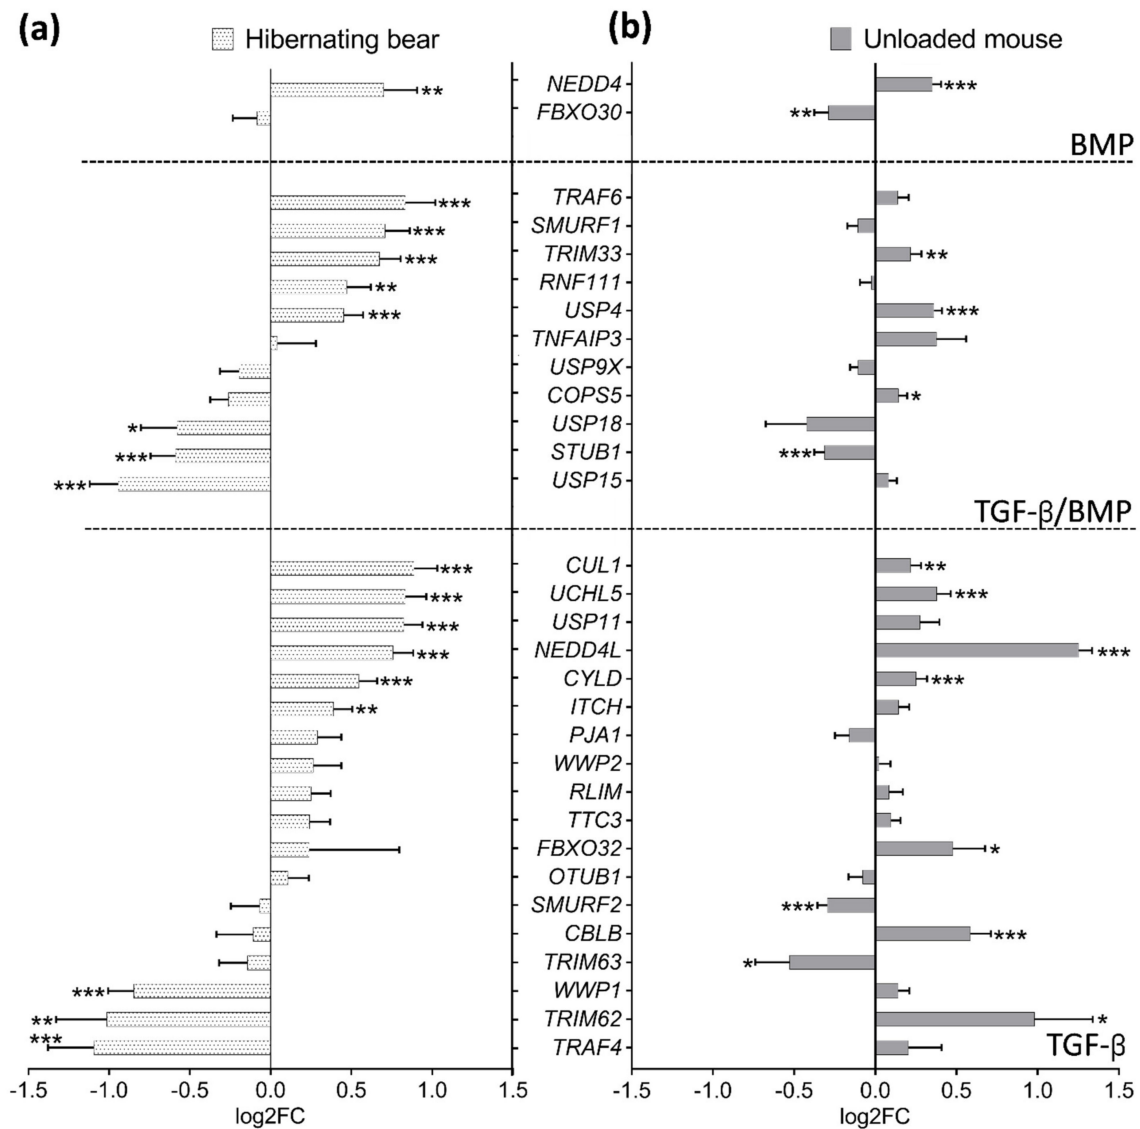 (a) Hibernating bear (b) Unloaded mouse
** NEDD4 ***
FBXO30 **
BMP
*** TRAF6
*** SMURF1
*** TRIM33 **
** RNF111
*** USP4 ***
TNFAIP3
USP9X
COPS5 *
* USP18
*** STUB1 ***
*** USP15
TGF-β/BMP
*** CUL1 **
*** UCHL5 ***
*** USP11
*** NEDD4L ***
*** CYLD ***
** ITCH
PJA1
WWP2
RLIM
TTC3
FBXO32 *
OTUB1
SMURF2 ***
CBLB ***
TRIM63 *
*** WWP1
** TRIM62 *
*** TRAF4 TGF-β
-1.5 -1.0 -0.5 0.0 0.5 1.0 -1.5 -1.0 -0.5 0.0 0.5 1.0 1.5
log2FC log2FC